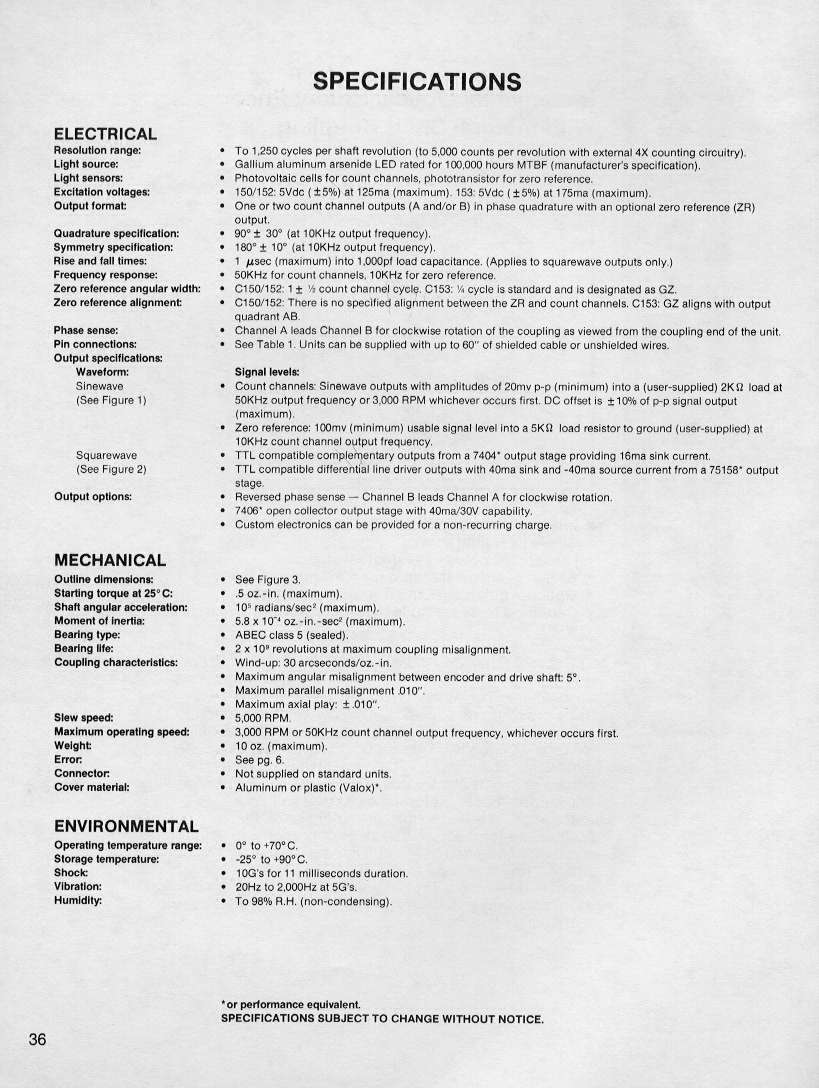 SPECIFICATIONS
ELECTRICAL
Resolution range: • To 1,250 cycles per shaft revolution (to 5,000 counts per revolution with external 4X counting circuitry).
Light source: • Gallium aluminum arsenide LED rated for 100,000 hours MTBF (manufacturer's specification).
Light sensors: • Photovoltaic cells for count channels, phototransistor for zero reference.
Excitation voltages: • 150/152: 5Vdc (±5%) at 125ma (maximum). 153: 5Vdc (±5%) at 175ma (maximum).
Output format: • One or two count channel outputs (A and/or B) in phase quadrature with an optional zero reference (ZR)
output.
Quadrature specification: • 90° ± 30° (at 10KHz output frequency).
Symmetry specification: • 180° ± 10° (at 10KHz output frequency).
Rise and fall times: • 1 μsec (maximum) into 1,000pf load capacitance. (Applies to squarewave outputs only.)
Frequency response: • 50KHz for count channels, 10KHz for zero reference.
Zero reference angular width: • C150/152: 1 ± ½ count channel cycle. C153: ¼ cycle is standard and is designated as GZ.
Zero reference alignment: • C150/152: There is no specified alignment between the ZR and count channels. C153: GZ aligns with output
quadrant AB.
Phase sense: • Channel A leads Channel B for clockwise rotation of the coupling as viewed from the coupling end of the unit.
Pin connections: • See Table 1. Units can be supplied with up to 60" of shielded cable or unshielded wires.
Output specifications:
Waveform: Signal levels:
Sinewave • Count channels: Sinewave outputs with amplitudes of 20mv p-p (minimum) into a (user-supplied) 2KΩ load at
(See Figure 1) 50KHz output frequency or 3,000 RPM whichever occurs first. DC offset is ±10% of p-p signal output
(maximum).
• Zero reference: 100mv (minimum) usable signal level into a 5KΩ load resistor to ground (user-supplied) at
10KHz count channel output frequency.
Squarewave • TTL compatible complementary outputs from a 7404* output stage providing 16ma sink current.
(See Figure 2) • TTL compatible differential line driver outputs with 40ma sink and -40ma source current from a 75158* output
stage.
Output options: • Reversed phase sense — Channel B leads Channel A for clockwise rotation.
• 7406* open collector output stage with 40ma/30V capability.
• Custom electronics can be provided for a non-recurring charge.
MECHANICAL
Outline dimensions: • See Figure 3.
Starting torque at 25°C: • .5 oz.-in. (maximum).
Shaft angular acceleration: • 10⁵ radians/sec² (maximum).
Moment of inertia: • 5.8 x 10⁻⁴ oz.-in.-sec² (maximum).
Bearing type: • ABEC class 5 (sealed).
Bearing life: • 2 x 10⁹ revolutions at maximum coupling misalignment.
Coupling characteristics: • Wind-up: 30 arcseconds/oz.-in.
• Maximum angular misalignment between encoder and drive shaft: 5°.
• Maximum parallel misalignment .010".
• Maximum axial play: ± .010".
Slew speed: • 5,000 RPM.
Maximum operating speed: • 3,000 RPM or 50KHz count channel output frequency, whichever occurs first.
Weight: • 10 oz. (maximum).
Error: • See pg. 6.
Connector: • Not supplied on standard units.
Cover material: • Aluminum or plastic (Valox)*.
ENVIRONMENTAL
Operating temperature range: • 0° to +70°C.
Storage temperature: • -25° to +90°C.
Shock: • 10G's for 11 milliseconds duration.
Vibration: • 20Hz to 2,000Hz at 5G's.
Humidity: • To 98% R.H. (non-condensing).
*or performance equivalent.
SPECIFICATIONS SUBJECT TO CHANGE WITHOUT NOTICE.
36